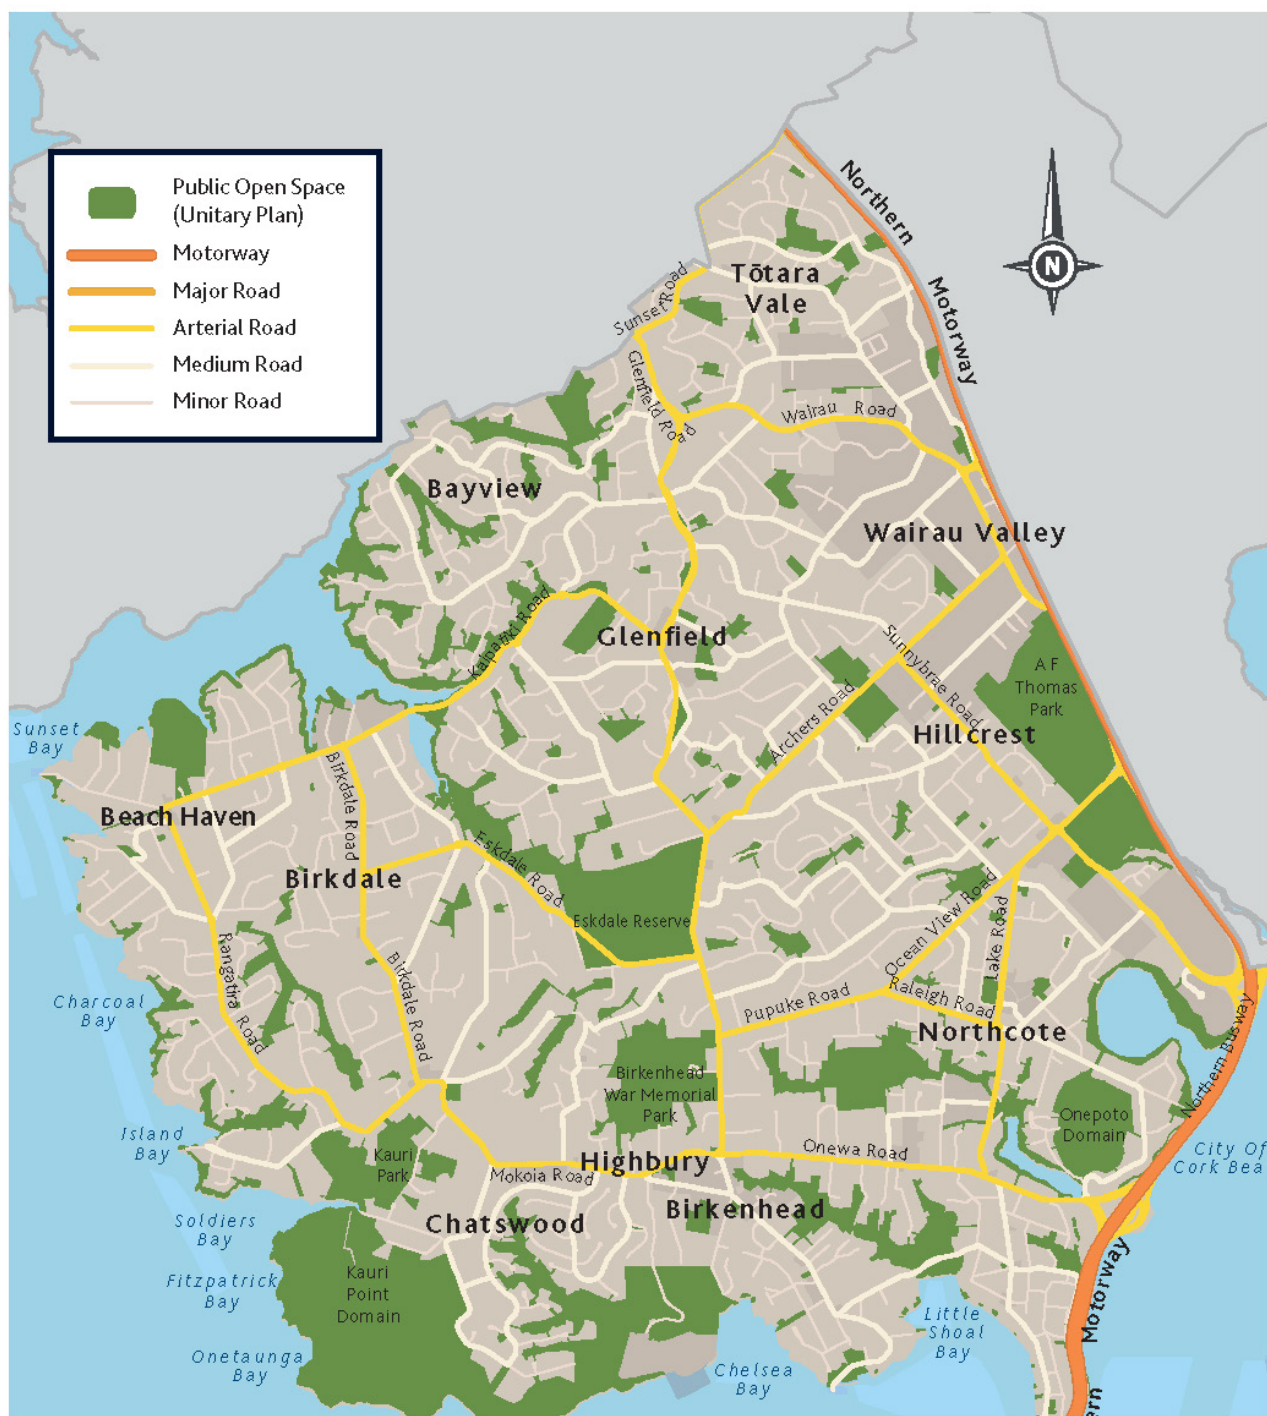 Public Open Space
(Unitary Plan)
Motorway
Major Road
Arterial Road
Medium Road
Minor Road
N
Northern
Motorway
Tōtara
Vale
Sunset Road
Glenfield Road
Wairau Road
Bayview
Wairau Valley
Kaipatiki Road
Glenfield
Sunnybrae Road
A F
Thomas
Park
Archers Road
Hillcrest
Sunset
Bay
Birkdale Road
Beach Haven
Birkdale
Eskdale Road
Eskdale Reserve
Ocean View Road
Lake Road
Rangatira Road
Birkdale Road
Charcoal
Bay
Pupuke Road
Raleigh Road
Northcote
Northern Busway
Birkenhead
War Memorial
Park
Onepoto
Domain
Island
Bay
Kauri
Park
Highbury
Onewa Road
City Of
Cork Bea
Mokoia Road
Chatswood
Birkenhead
Soldiers
Bay
Fitzpatrick
Bay
Kauri
Point
Domain
Motorway
Little
Shoal
Bay
Onetaunga
Bay
Chelsea
Bay
ern